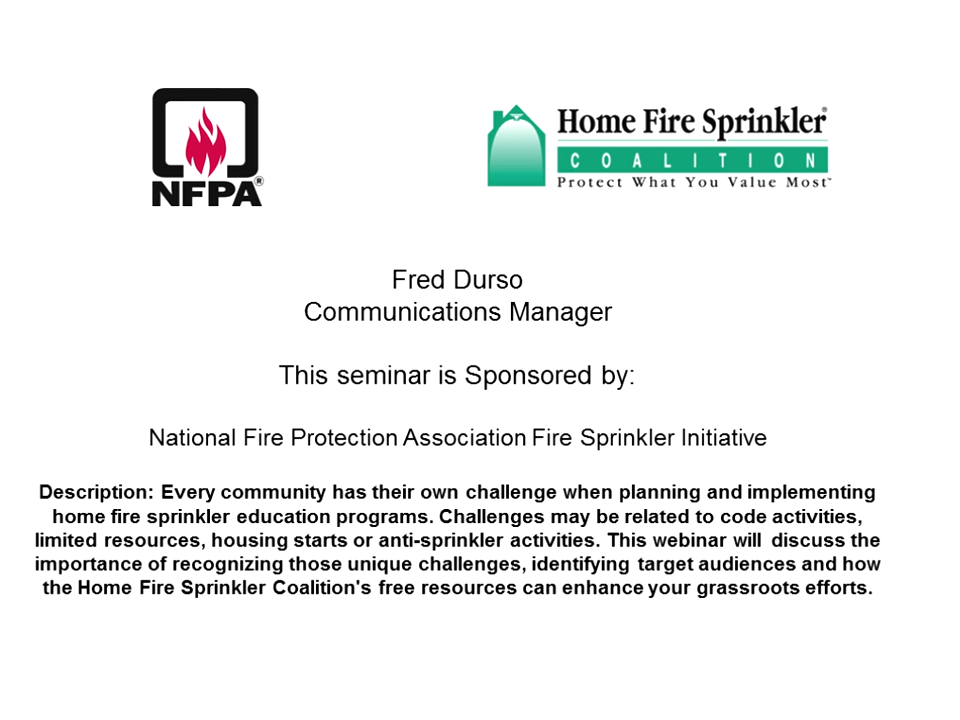 NFPA®
Home Fire Sprinkler®
COALITION
Protect What You Value Most™
Fred Durso
Communications Manager
This seminar is Sponsored by:
National Fire Protection Association Fire Sprinkler Initiative
Description: Every community has their own challenge when planning and implementing
home fire sprinkler education programs. Challenges may be related to code activities,
limited resources, housing starts or anti-sprinkler activities. This webinar will discuss the
importance of recognizing those unique challenges, identifying target audiences and how
the Home Fire Sprinkler Coalition's free resources can enhance your grassroots efforts.